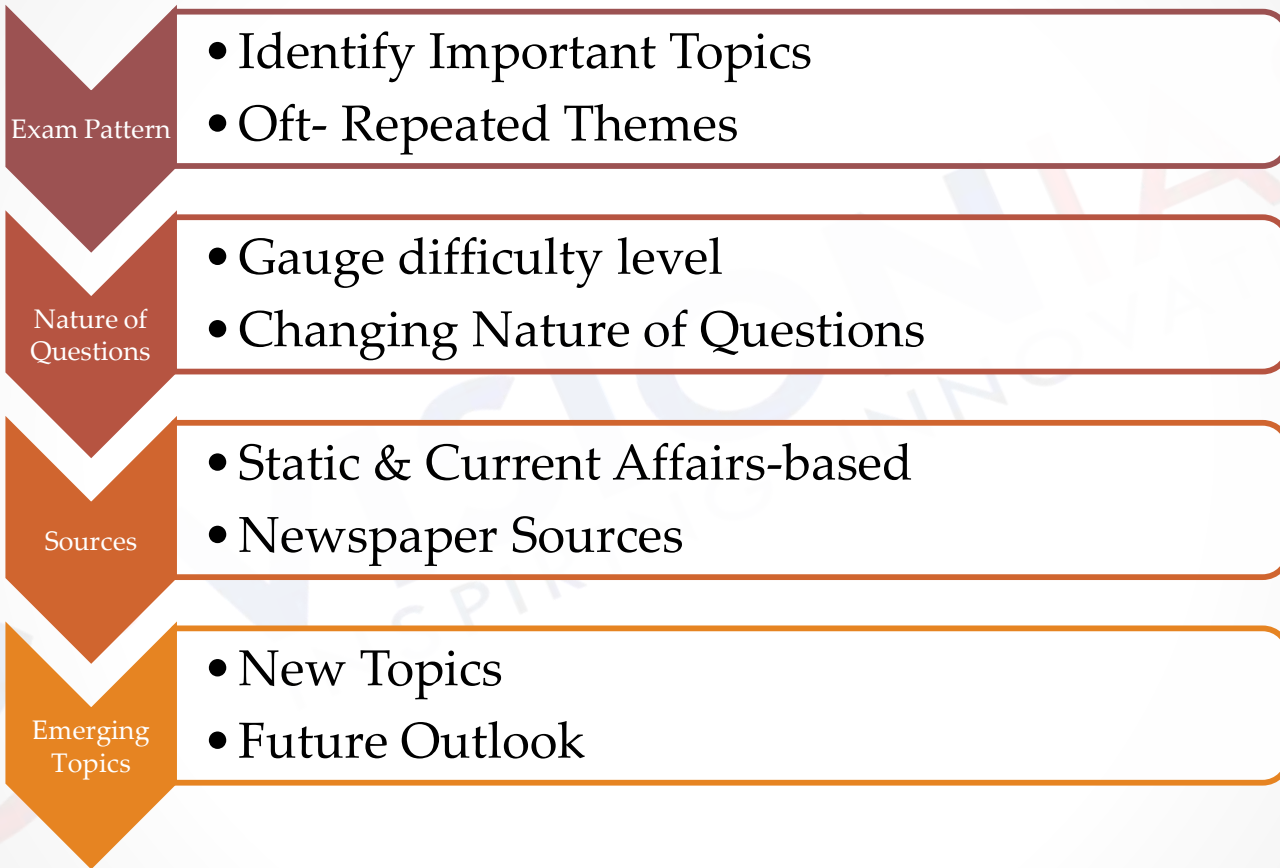 Exam Pattern
• Identify Important Topics
• Oft- Repeated Themes
Nature of
Questions
• Gauge difficulty level
• Changing Nature of Questions
Sources
• Static & Current Affairs-based
• Newspaper Sources
Emerging
Topics
• New Topics
• Future Outlook